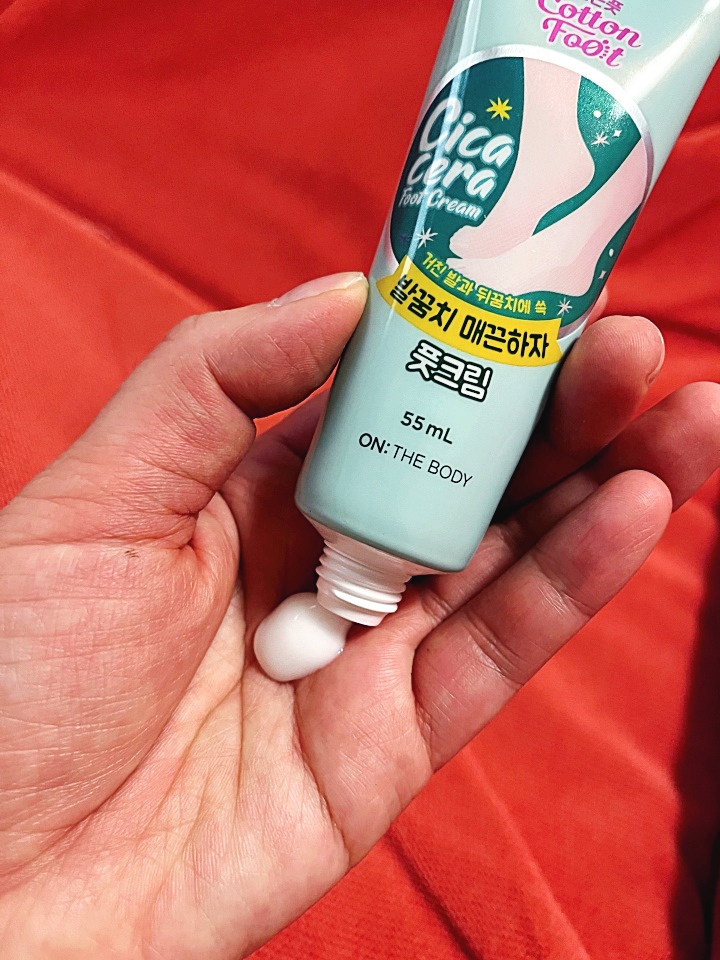 Cotton
Foot
Cica
cera
Foot Cream
거친 발과 뒤꿈치에 쏙
발꿈치 매끈하자
풋크림
55 mL
ON: THE BODY